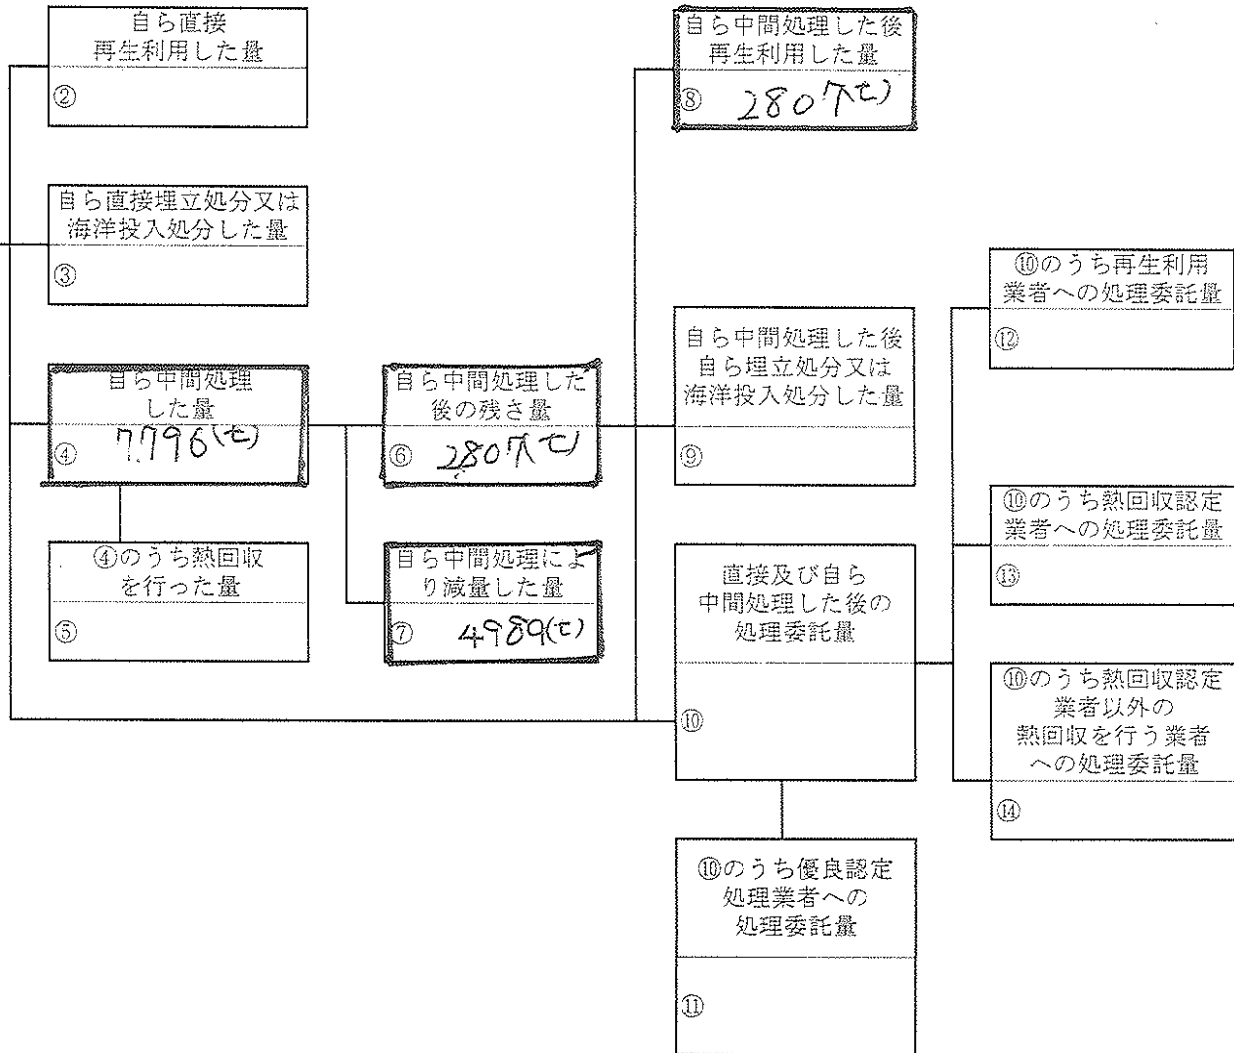 自ら直接
再生利用した量
②
自ら直接埋立処分又は
海洋投入処分した量
③
自ら中間処理
した量
④ 7.796(t)
④のうち熱回収
を行った量
⑤
自ら中間処理した
後の残さ量
⑥ 2807(t)
自ら中間処理によ
り減量した量
⑦ 4989(t)
自ら中間処理した後
再生利用した量
⑧ 2807(t)
自ら中間処理した後
自ら埋立処分又は
海洋投入処分した量
⑨
直接及び自ら
中間処理した後の
処理委託量
⑩
⑩のうち優良認定
処理業者への
処理委託量
⑪
⑩のうち再生利用
業者への処理委託量
⑫
⑩のうち熱回収認定
業者への処理委託量
⑬
⑩のうち熱回収認定
業者以外の
熱回収を行う業者
への処理委託量
⑭